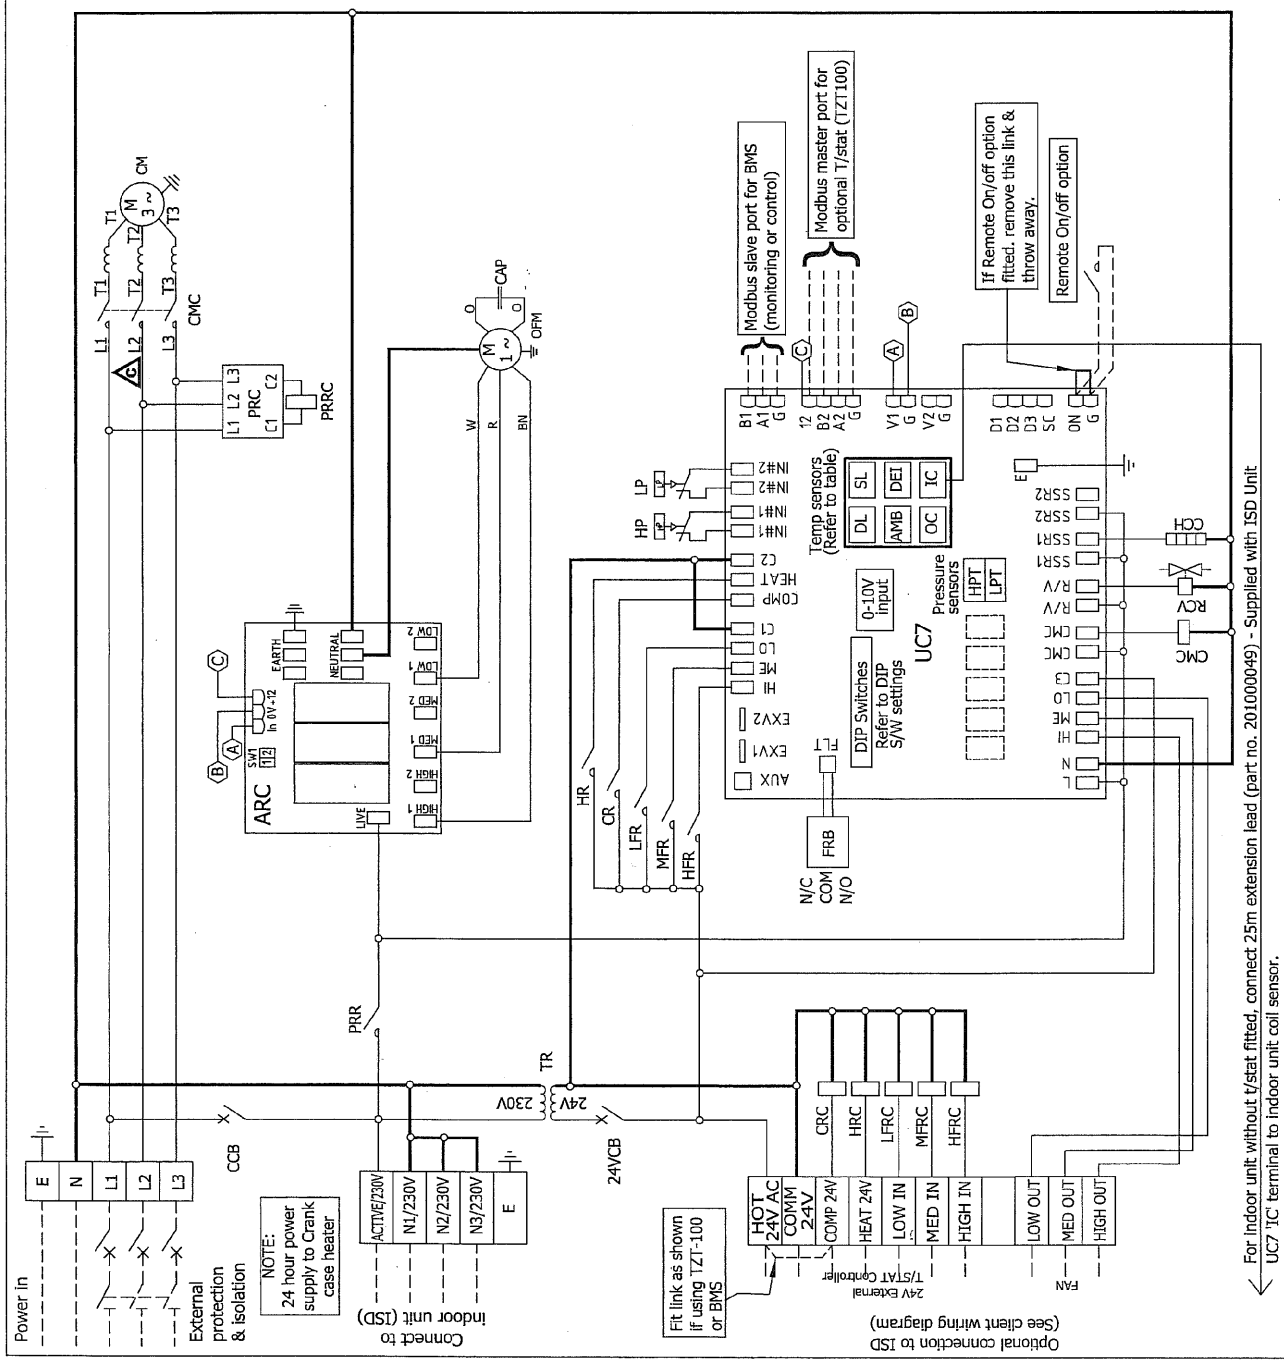 Power in
E
N
L1
L2
L3
External
protection
& isolation
NOTE:
24 hour power
supply to Crank
case heater
CCB
L1
L2
L3
T1
T2
T3
CMC
T1
T2
T3
M
3 ~
CM
C
L1
L2
L3
PRC
C1
C2
PRRC
ARC
SW1
1 2
In 0V +12
A
B
C
EARTH
NEUTRAL
LIVE
HIGH 1
HIGH 2
MED 1
MED 2
LOW 1
LOW 2
W
R
BN
M
1 ~
O
O
CAP
OFM
PRR
Connect to
indoor unit (ISD)
ACTIVE/230V
N1/230V
N2/230V
N3/230V
E
230V
24V
TR
24VCB
HR
CR
LFR
MFR
HFR
N/C
COM
N/O
FRB
FLT
AUX
EXV1
EXV2
HI
ME
LO
C1
COMP
HEAT
C2
IN#1
IN#1
IN#2
IN#2
HP
LP
B1
A1
G
Modbus slave port for BMS
(monitoring or control)
12
B2
A2
G
C
Modbus master port for
optional T/stat (TZT100)
V1
G
A
B
V2
G
D1
D2
D3
SC
ON
G
If Remote On/off option
fitted. remove this link &
throw away.
Remote On/off option
Temp sensors
(Refer to table)
DL
SL
AMB
DEI
OC
IC
DIP Switches
Refer to DIP
S/W settings
0-10V
input
UC7
Pressure
sensors
HPT
LPT
E
L
N
HI
ME
LO
C3
CMC
CMC
R/V
R/V
SSR1
SSR1
SSR2
SSR2
CMC
RCV
CCH
Fit link as shown
if using TZT-100
or BMS
HOT
24V AC
COMM
24V
COMP 24V
HEAT 24V
LOW IN
MED IN
HIGH IN
LOW OUT
MED OUT
HIGH OUT
CRC
HRC
LFRC
MFRC
HFRC
24V External
T/STAT Controller
FAN
Optional connection to ISD
(See client wiring diagram)
For indoor unit without t/stat fitted, connect 25m extension lead (part no. 201000049) - Supplied with ISD Unit
UC7 'IC' terminal to indoor unit coil sensor.